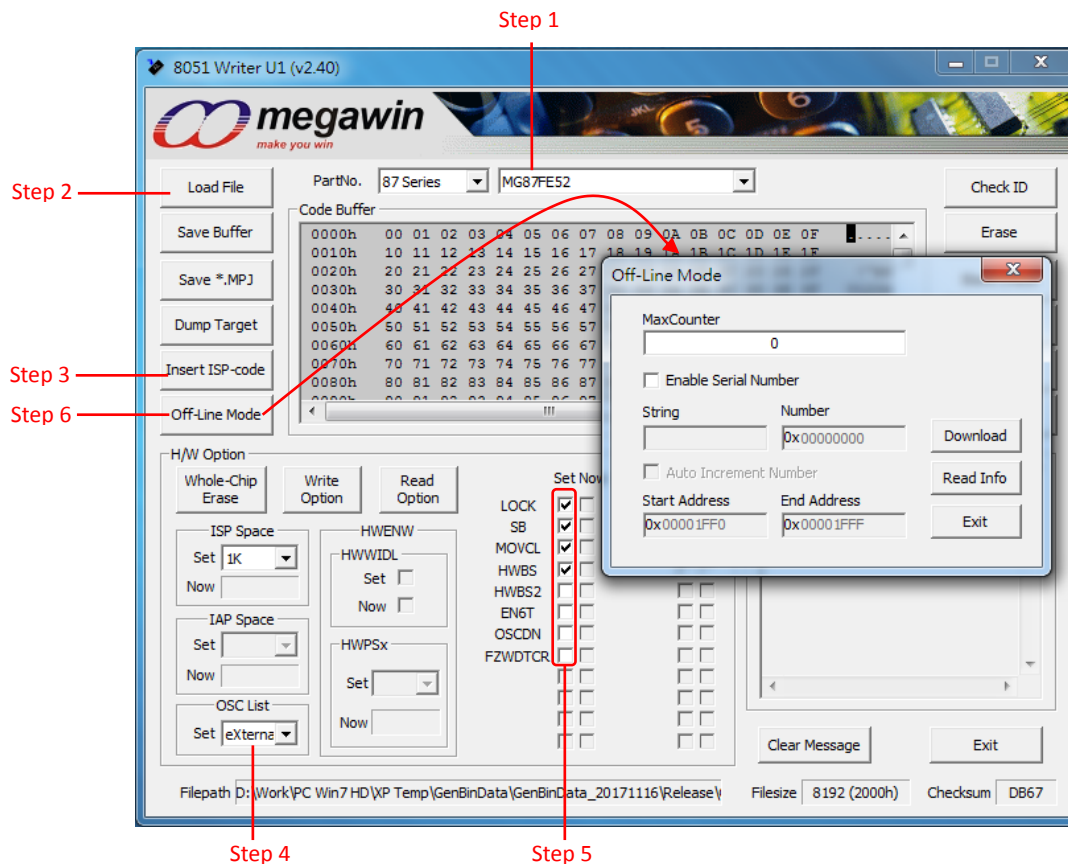 Step 1
8051 Writer U1 (v2.40)
megawin
make you win
Step 2
Load File
PartNo.
87 Series
MG87FE52
Check ID
Code Buffer
Save Buffer
Erase
0000h 00 01 02 03 04 05 06 07 08 09 0A 0B 0C 0D 0E 0F
0010h 10 11 12 13 14 15 16 17 18 19 1A 1B 1C 1D 1E 1F
0020h 20 21 22 23 24 25 26 27
0030h 30 31 32 33 34 35 36 37
0040h 40 41 42 43 44 45 46 47
0050h 50 51 52 53 54 55 56 57
0060h 60 61 62 63 64 65 66 67
0070h 70 71 72 73 74 75 76 77
0080h 80 81 82 83 84 85 86 87
Save *.MPJ
Dump Target
Step 3
Insert ISP-code
Step 6
Off-Line Mode
Off-Line Mode
MaxCounter
0
Enable Serial Number
String
Number
0x00000000
Download
Auto Increment Number
Read Info
Start Address
End Address
0x00001FF0
0x00001FFF
Exit
H/W Option
Whole-Chip Erase
Write Option
Read Option
Set Now
LOCK
SB
MOVCL
HWBS
HWBS2
EN6T
OSCDN
FZWDTCR
ISP Space
Set 1K
Now
IAP Space
Set
Now
OSC List
Set eXterna
HWENW
HWWIDL
Set
Now
HWPSx
Set
Now
Clear Message
Exit
Filepath D:\Work\PC Win7 HD\XP Temp\GenBinData\GenBinData_20171116\Release\
Filesize 8192 (2000h)
Checksum DB67
Step 4
Step 5